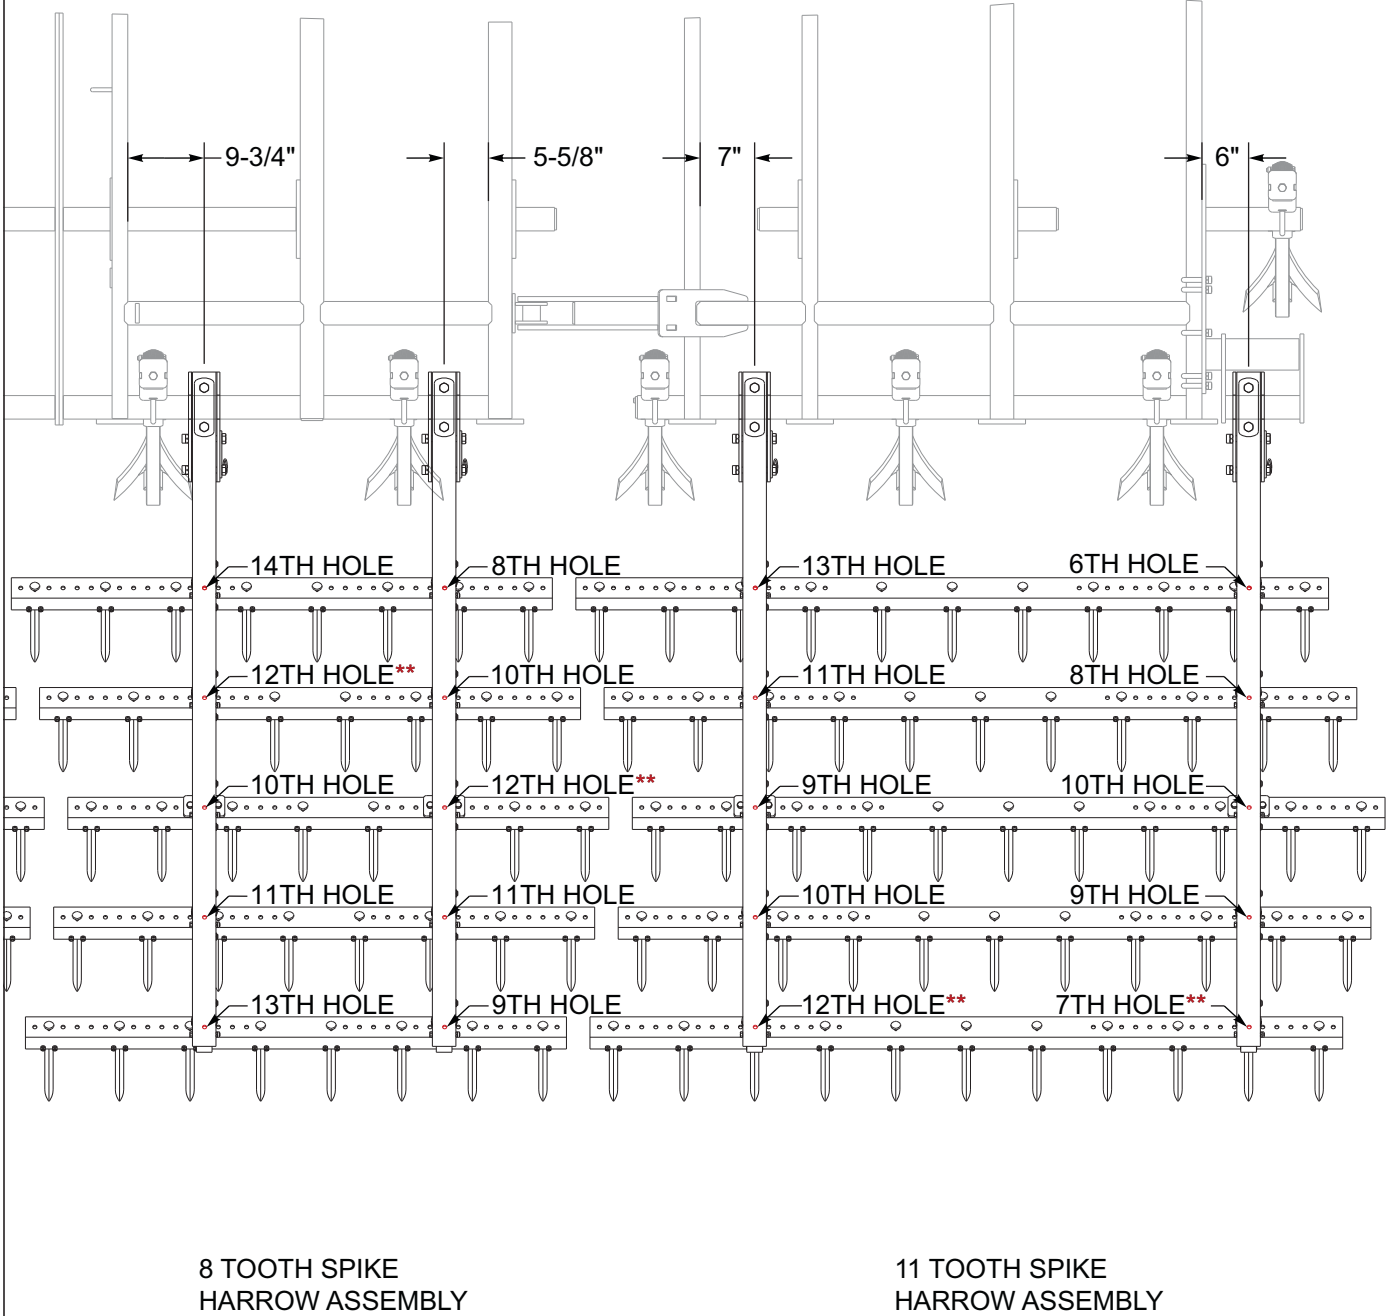 9-3/4"
5-5/8"
7"
6"
14TH HOLE
8TH HOLE
13TH HOLE
6TH HOLE
12TH HOLE**
10TH HOLE
11TH HOLE
8TH HOLE
10TH HOLE
12TH HOLE**
9TH HOLE
10TH HOLE
11TH HOLE
11TH HOLE
10TH HOLE
9TH HOLE
13TH HOLE
9TH HOLE
12TH HOLE**
7TH HOLE**
8 TOOTH SPIKE
HARROW ASSEMBLY
11 TOOTH SPIKE
HARROW ASSEMBLY